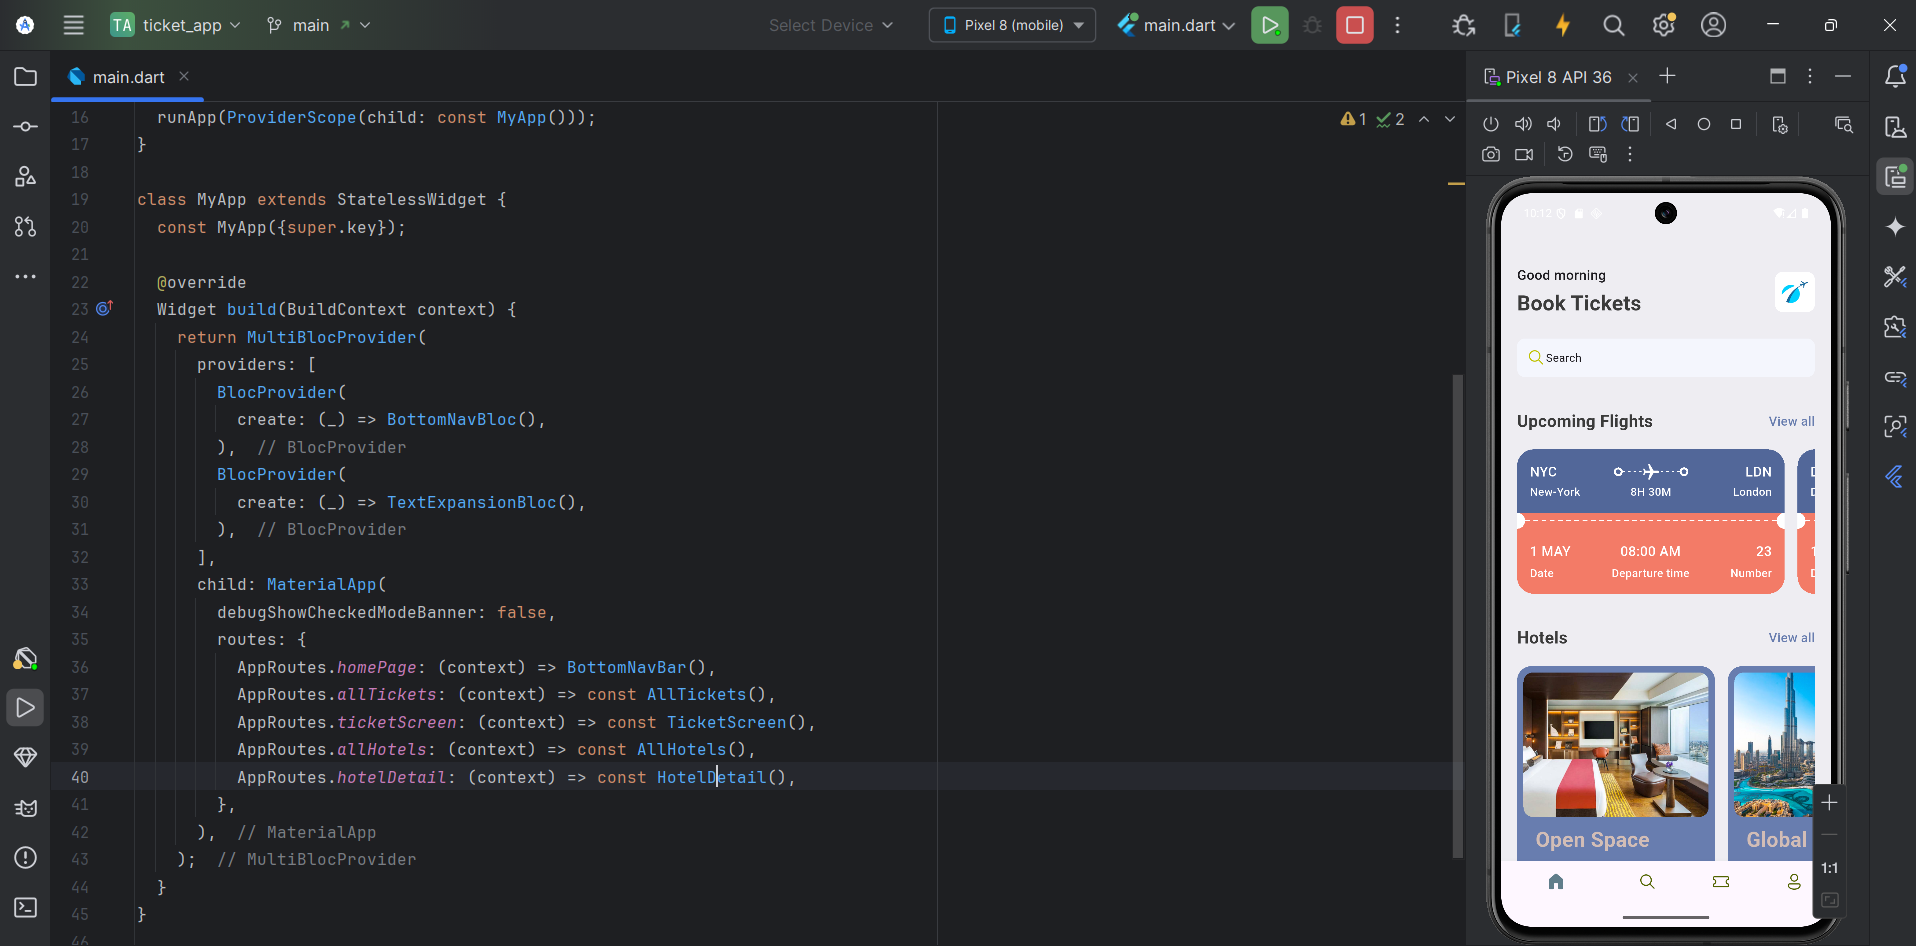 TA ticket_app main Select Device Pixel 8 (mobile) main.dart
main.dart
Pixel 8 API 36
1 2
16 runApp(ProviderScope(child: const MyApp()));
17 }
18
19 class MyApp extends StatelessWidget {
20 const MyApp({super.key});
21
22 @override
23 Widget build(BuildContext context) {
24 return MultiBlocProvider(
25 providers: [
26 BlocProvider(
27 create: (_) => BottomNavBloc(),
28 ), // BlocProvider
29 BlocProvider(
30 create: (_) => TextExpansionBloc(),
31 ), // BlocProvider
32 ],
33 child: MaterialApp(
34 debugShowCheckedModeBanner: false,
35 routes: {
36 AppRoutes.homePage: (context) => BottomNavBar(),
37 AppRoutes.allTickets: (context) => const AllTickets(),
38 AppRoutes.ticketScreen: (context) => const TicketScreen(),
39 AppRoutes.allHotels: (context) => const AllHotels(),
40 AppRoutes.hotelDetail: (context) => const HotelDetail(),
41 },
42 ), // MaterialApp
43 ); // MultiBlocProvider
44 }
45 }
46
10:12
Good morning
Book Tickets
Search
Upcoming Flights View all
NYC LDN D
New-York 8H 30M London D
1 MAY 08:00 AM 23 1
Date Departure time Number D
Hotels View all
Open Space Global
1:1